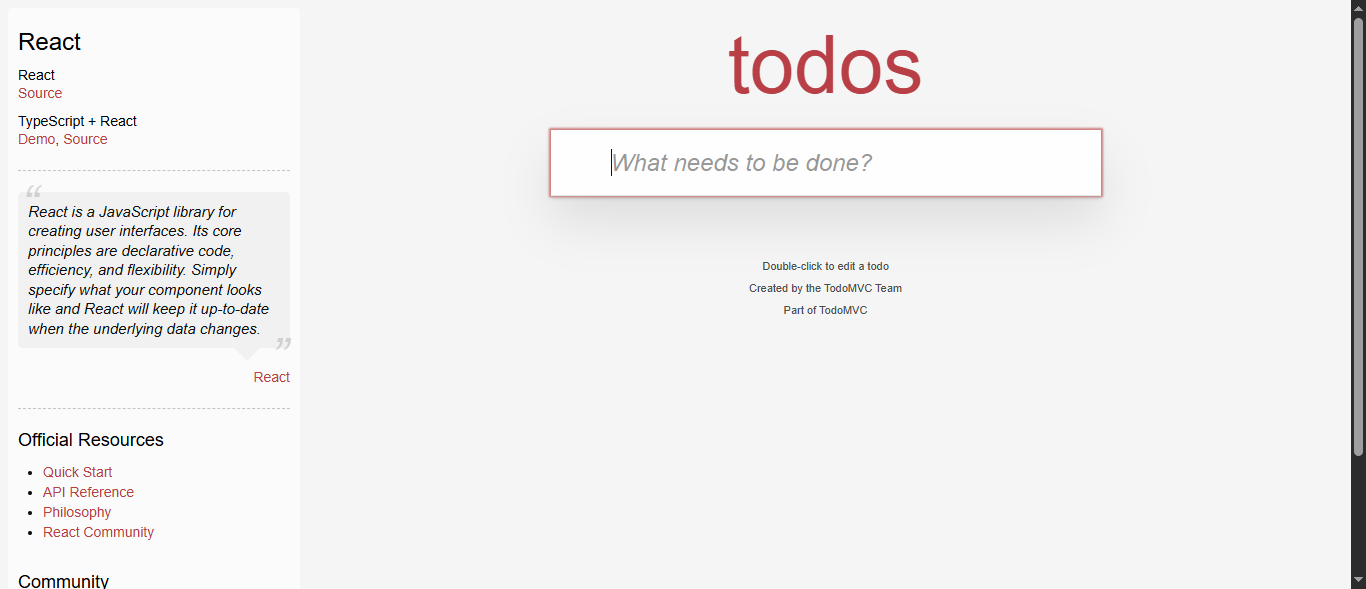 React
React
Source
TypeScript + React
Demo, Source
“
React is a JavaScript library for
creating user interfaces. Its core
principles are declarative code,
efficiency, and flexibility. Simply
specify what your component looks
like and React will keep it up-to-date
when the underlying data changes.
”
React
Official Resources
• Quick Start
• API Reference
• Philosophy
• React Community
Community
todos
What needs to be done?
Double-click to edit a todo
Created by the TodoMVC Team
Part of TodoMVC